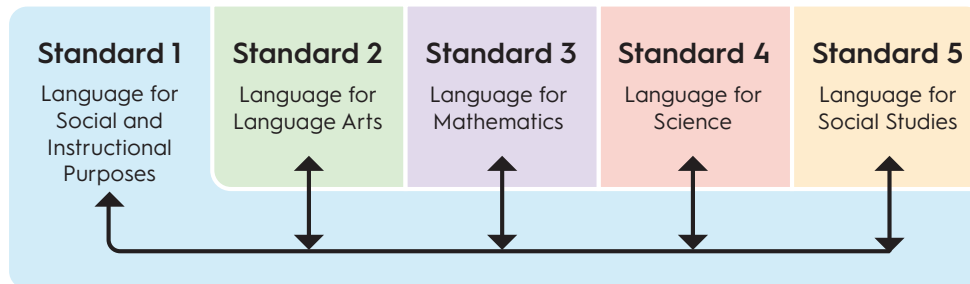 Standard 1
Language for
Social and
Instructional
Purposes
Standard 2
Language for
Language Arts
Standard 3
Language for
Mathematics
Standard 4
Language for
Science
Standard 5
Language for
Social Studies